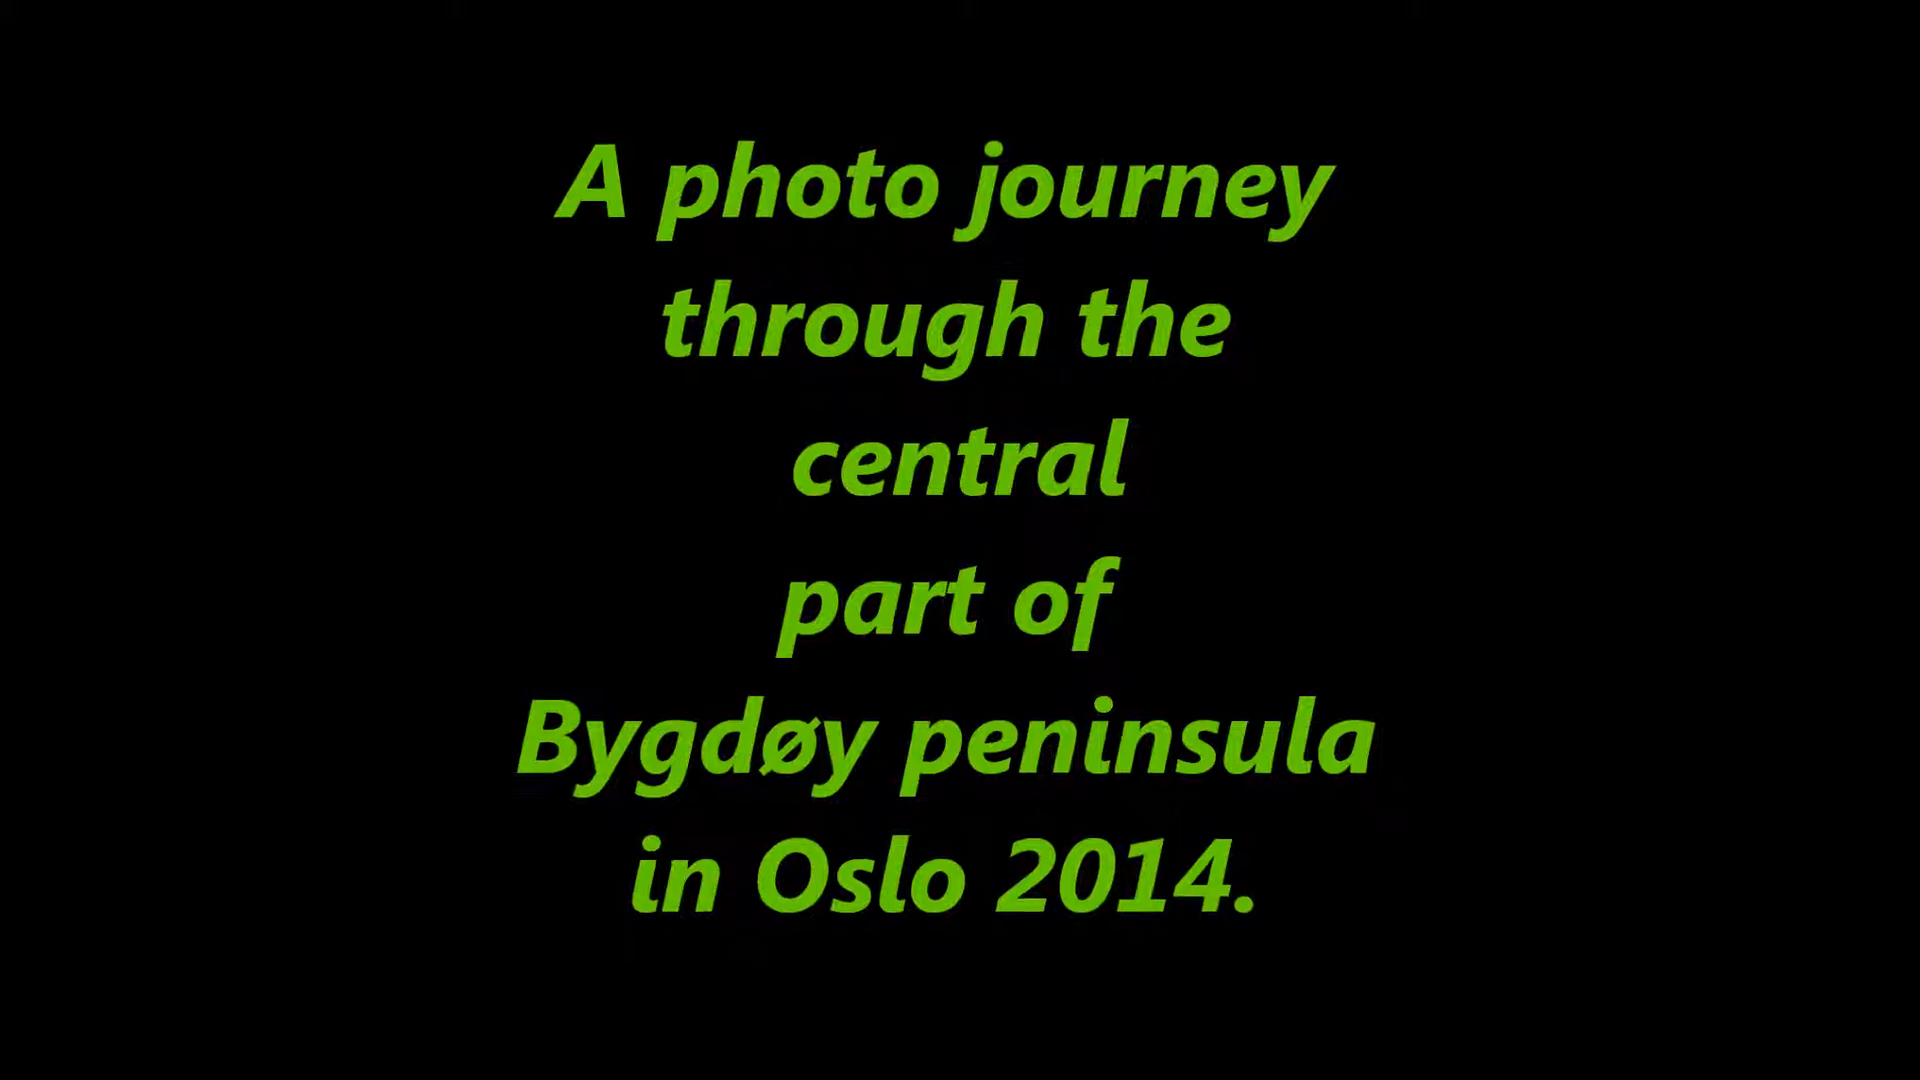 A photo journey
through the
central
part of
Bygdøy peninsula
in Oslo 2014.